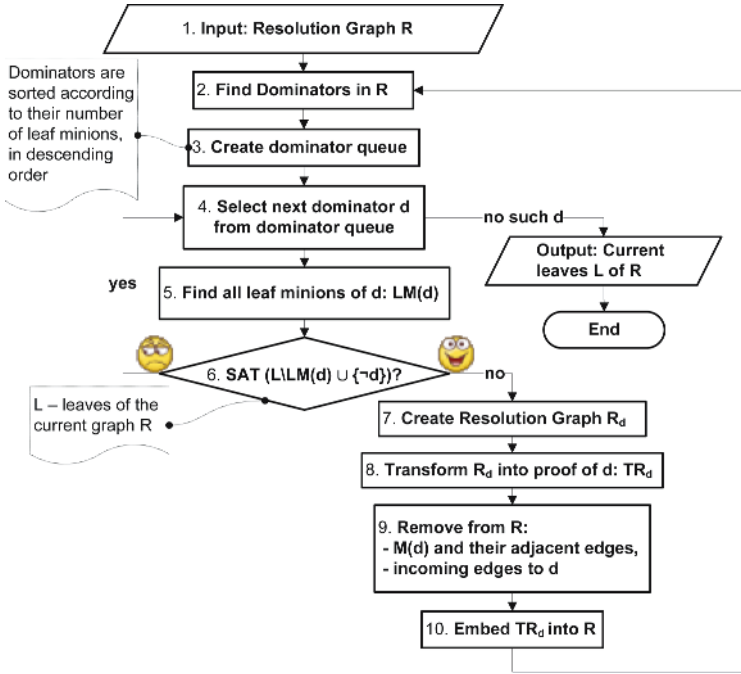 1. Input: Resolution Graph R
Dominators are
sorted according
to their number
of leaf minions,
in descending
order
2. Find Dominators in R
3. Create dominator queue
4. Select next dominator d
from dominator queue
no such d
Output: Current
leaves L of R
End
yes
5. Find all leaf minions of d: LM(d)
6. SAT (L\LM(d) ∪ {¬d})?
no
L – leaves of the
current graph R
7. Create Resolution Graph Rd
8. Transform Rd into proof of d: TRd
9. Remove from R:
- M(d) and their adjacent edges,
- incoming edges to d
10. Embed TRd into R